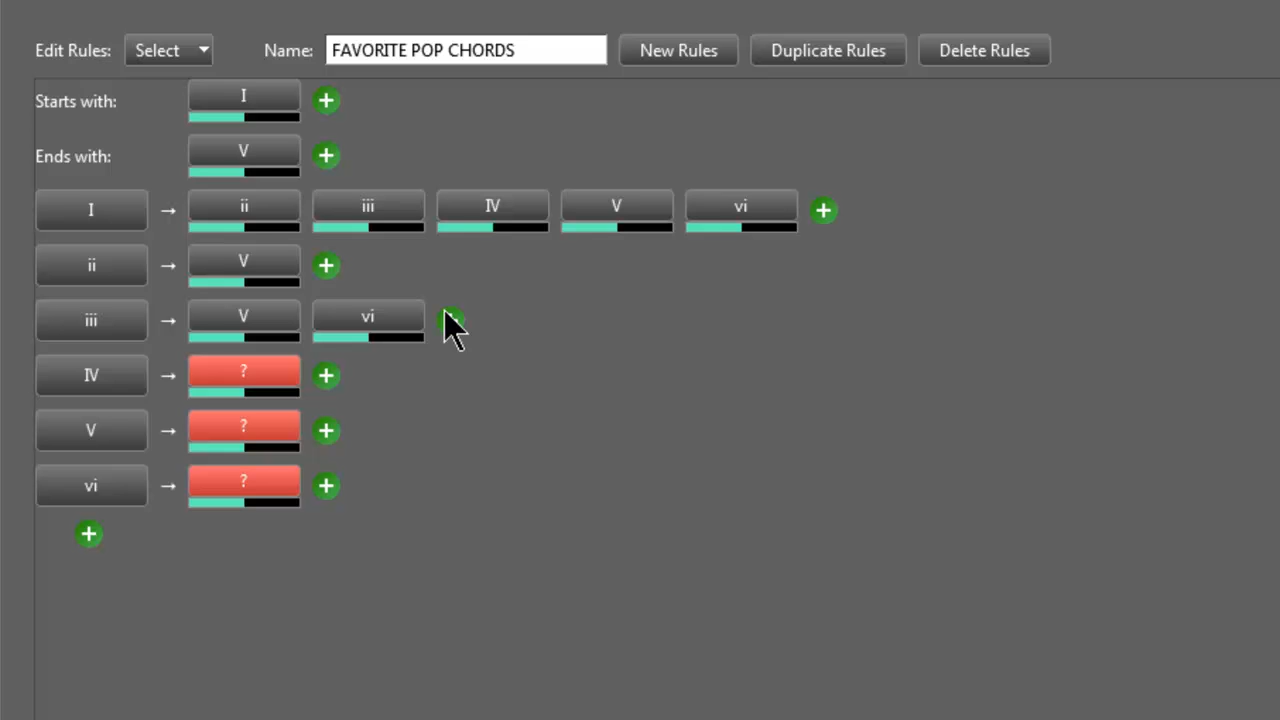 Edit Rules: Select Name: FAVORITE POP CHORDS New Rules Duplicate Rules Delete Rules
Starts with: I +
Ends with: V +
I → ii iii IV V vi +
ii → V +
iii → V vi
IV → ? +
V → ? +
vi → ? +
+